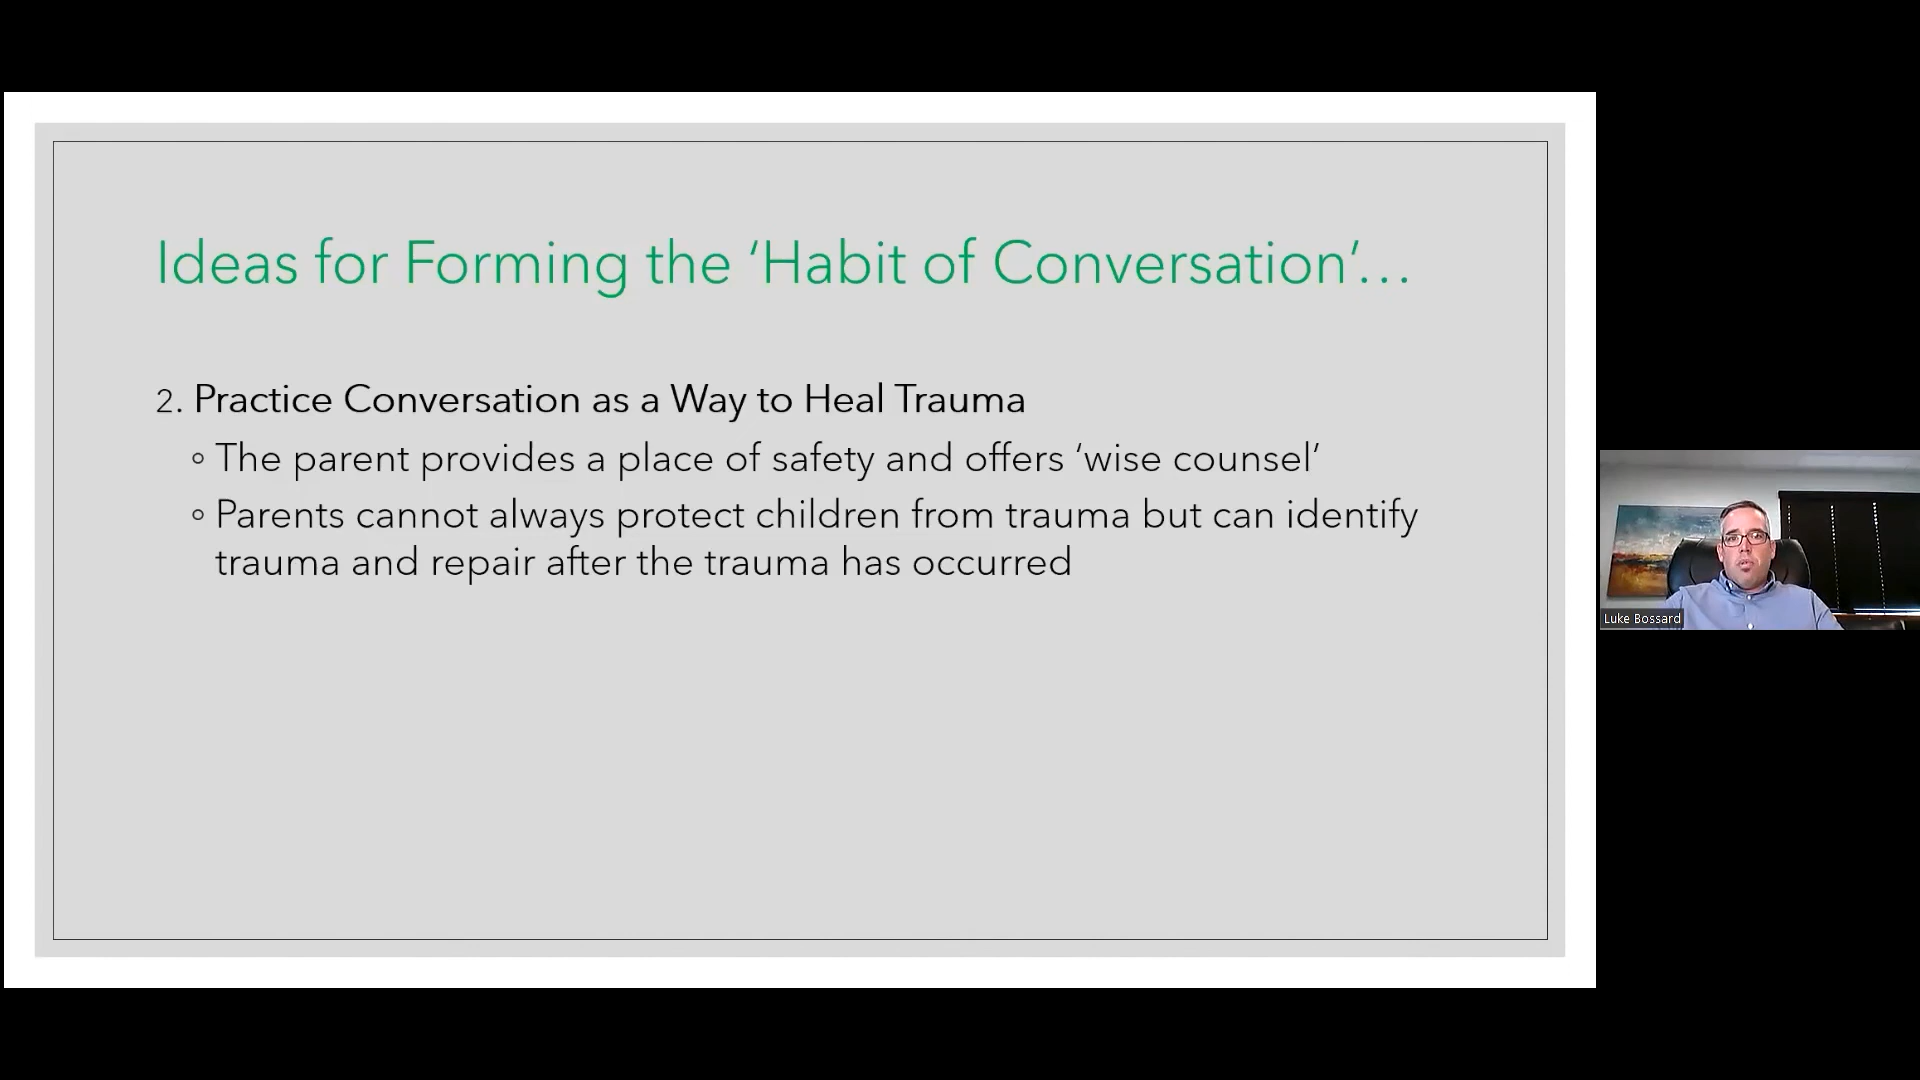 Ideas for Forming the ‘Habit of Conversation’…
2. Practice Conversation as a Way to Heal Trauma
◦ The parent provides a place of safety and offers ‘wise counsel’
◦ Parents cannot always protect children from trauma but can identify
trauma and repair after the trauma has occurred
Luke Bossard